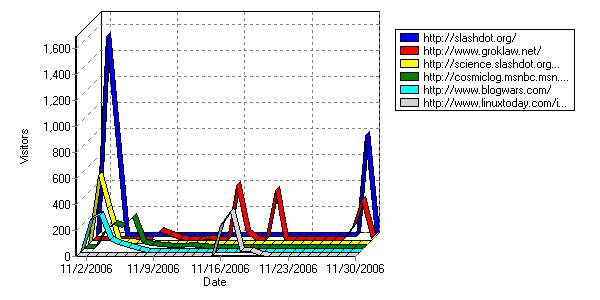 1,600
1,400
1,200
1,000
800
600
400
200
0
Visitors
11/2/2006 11/9/2006 11/16/2006 11/23/2006 11/30/2006
Date
http://slashdot.org/
http://www.groklaw.net/
http://science.slashdot.org...
http://cosmiclog.msnbc.msn....
http://www.blogwars.com/
http://www.linuxtoday.com/i...